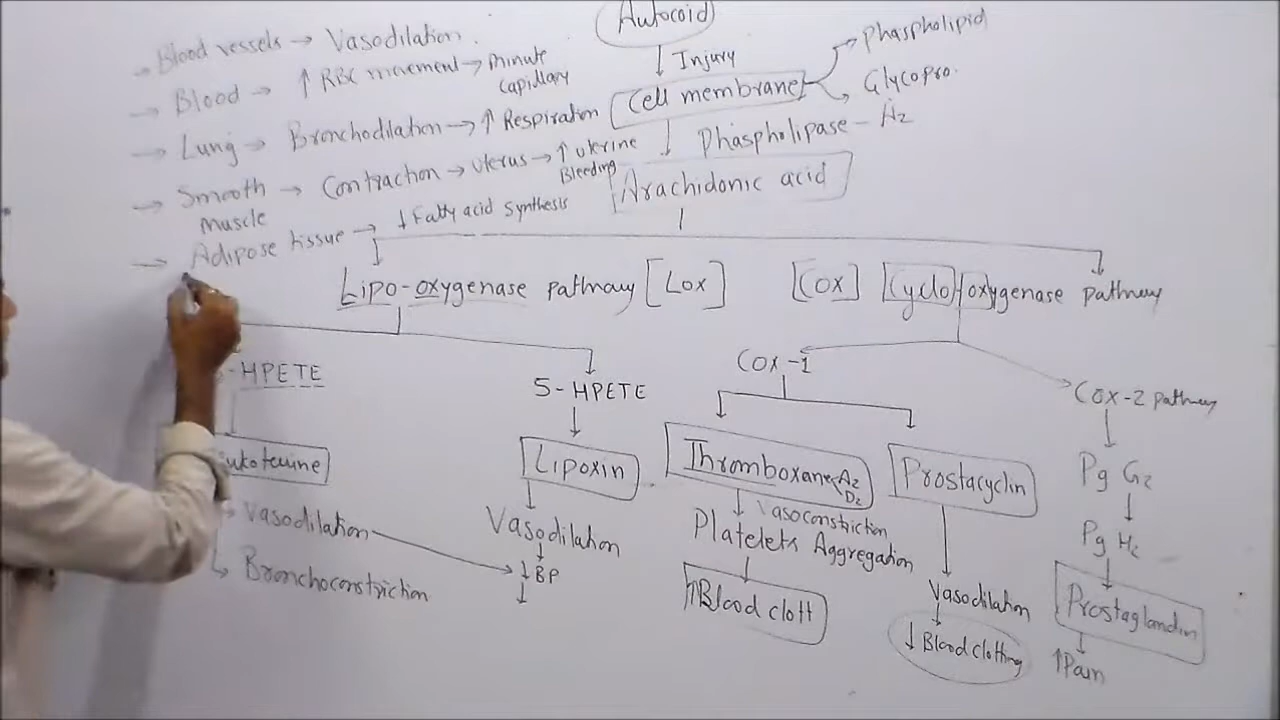 Autocoid
→ Blood vessels → Vasodilation
→ Blood → ↑ RBC movement → minute capillary
→ Lung → Bronchodilation → ↑ Respiration
→ Smooth muscle → Contraction → uterus → ↑ uterine Bleeding
→ Adipose tissue → ↓ Fatty acid synthesis
↓ Injury
Cell membrane
Phospholipid
Glycopro.
↓ Phospholipase - A2
Arachidonic acid
Lipo-oxygenase pathway [Lox]
[COX] [Cyclo/oxygenase pathway
-HPETE
5-HPETE
Lipoxin
Vasodilation
↓ BP
↓
Vasodilation
Bronchoconstriction
COX-1
Thromboxane A2 D2
Vasoconstriction
Platelets Aggregation
↑Blood clott
Prostacyclin
Vasodilation
↓ Blood clotting
COX-2 pathway
Pg G2
Pg H2
Prostaglandin
↑Pain